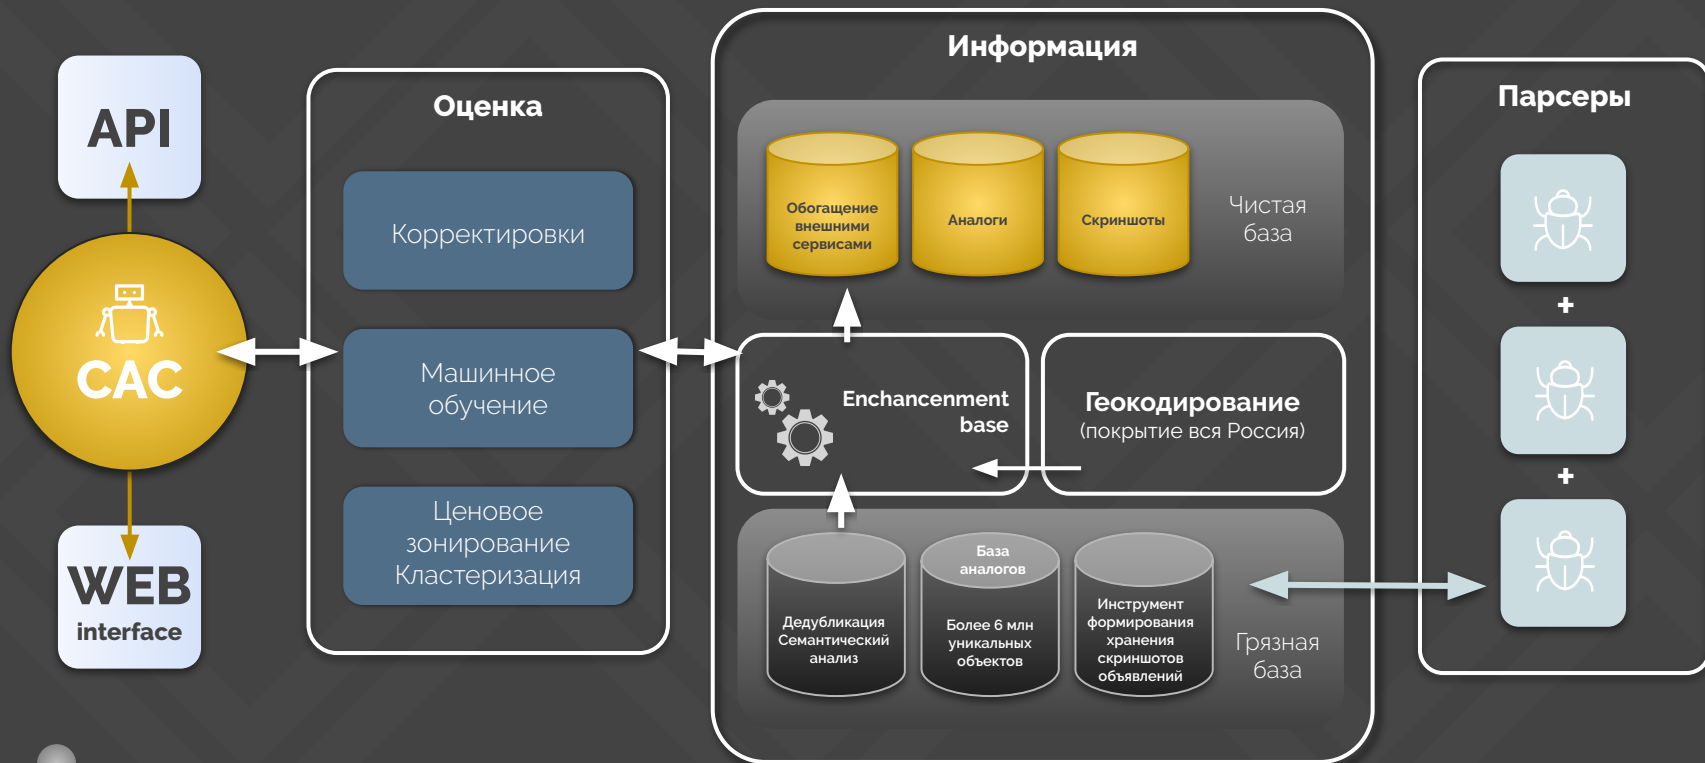 API
CAC
WEB
interface
Оценка
Корректировки
Машинное
обучение
Ценовое
зонирование
Кластеризация
Информация
Обогащение
внешними
сервисами
Аналоги
Скриншоты
Чистая
база
Enchancenment
base
Геокодирование
(покрытие вся Россия)
Дедубликация
Семантический
анализ
База
аналогов
Более 6 млн
уникальных
объектов
Инструмент
формирования
хранения
скриншотов
объявлений
Грязная
база
Парсеры
+
+